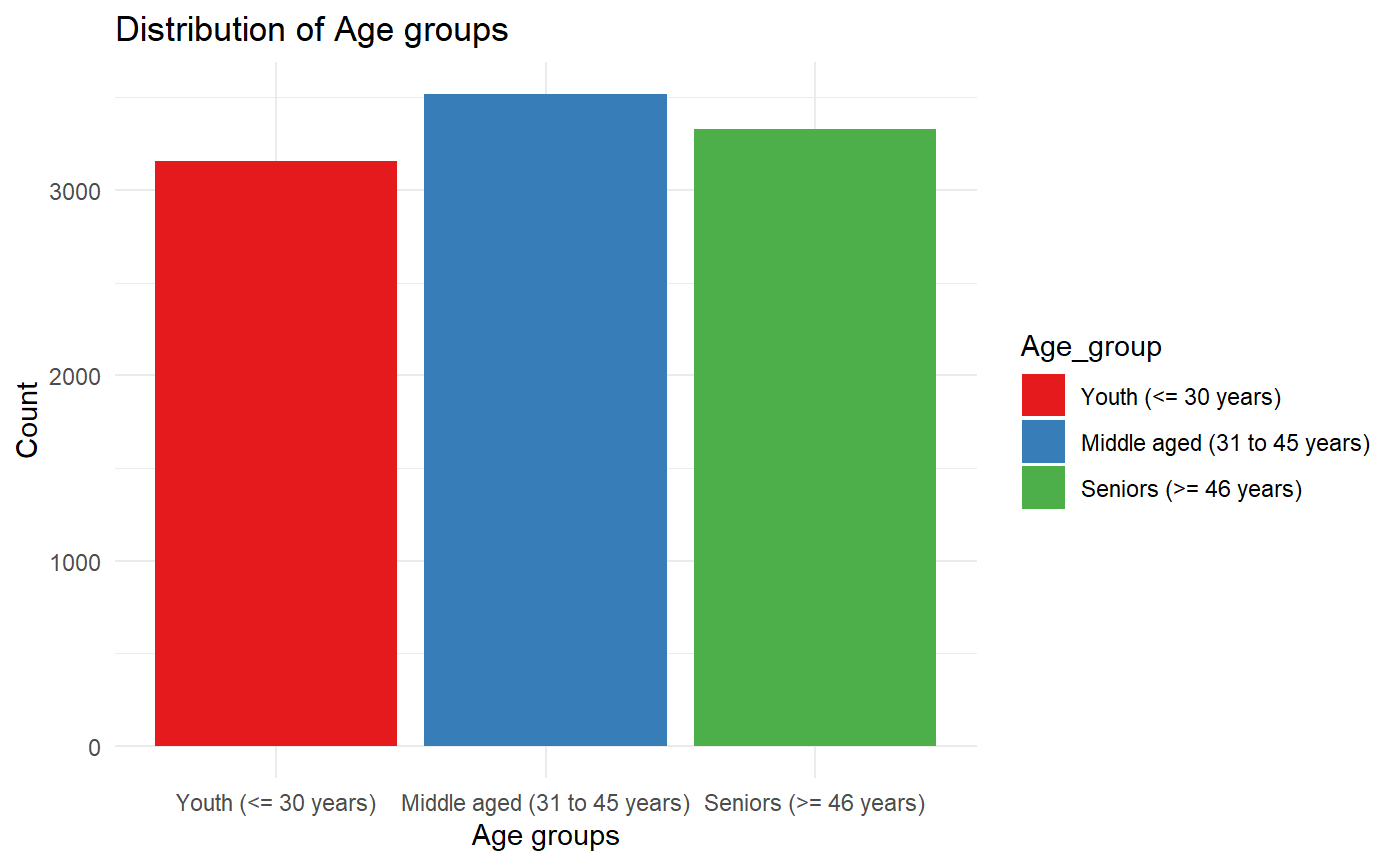 Distribution of Age groups
Count
3000
2000
1000
0
Youth (<= 30 years)
Middle aged (31 to 45 years)
Seniors (>= 46 years)
Age groups
Age_group
Youth (<= 30 years)
Middle aged (31 to 45 years)
Seniors (>= 46 years)